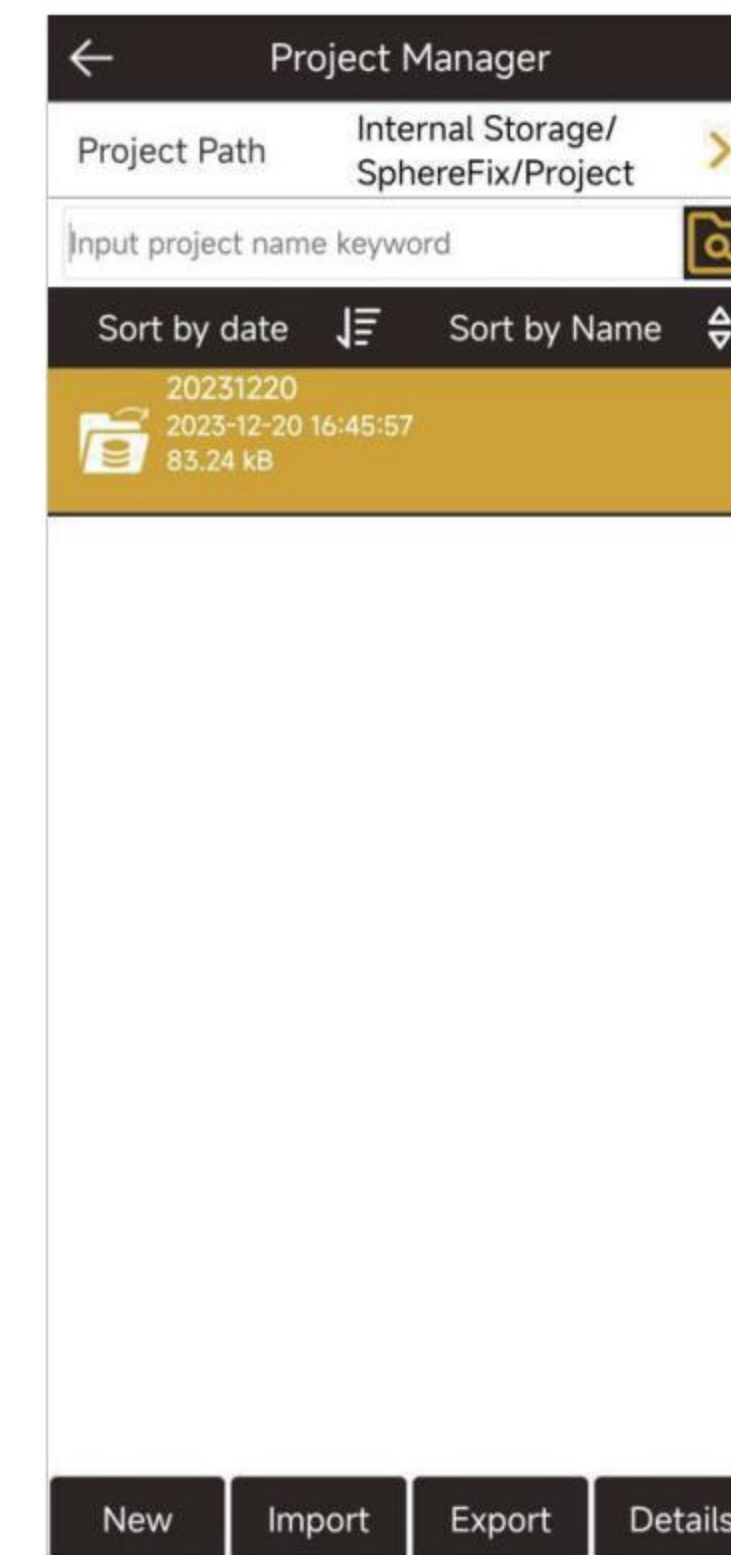 Project Manager
Project Path
Internal Storage/
SphereFix/Project
Input project name keyword
Sort by date
Sort by Name
20231220
2023-12-20 16:45:57
83.24 kB
New
Import
Export
Details